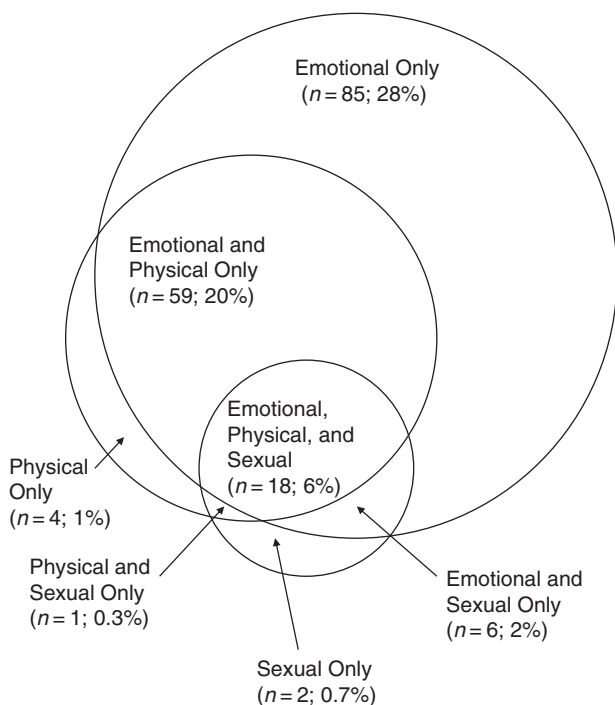 Emotional Only
(n = 85; 28%)
Emotional and
Physical Only
(n = 59; 20%)
Emotional,
Physical, and
Sexual
(n = 18; 6%)
Physical
Only
(n = 4; 1%)
Physical and
Sexual Only
(n = 1; 0.3%)
Emotional and
Sexual Only
(n = 6; 2%)
Sexual Only
(n = 2; 0.7%)